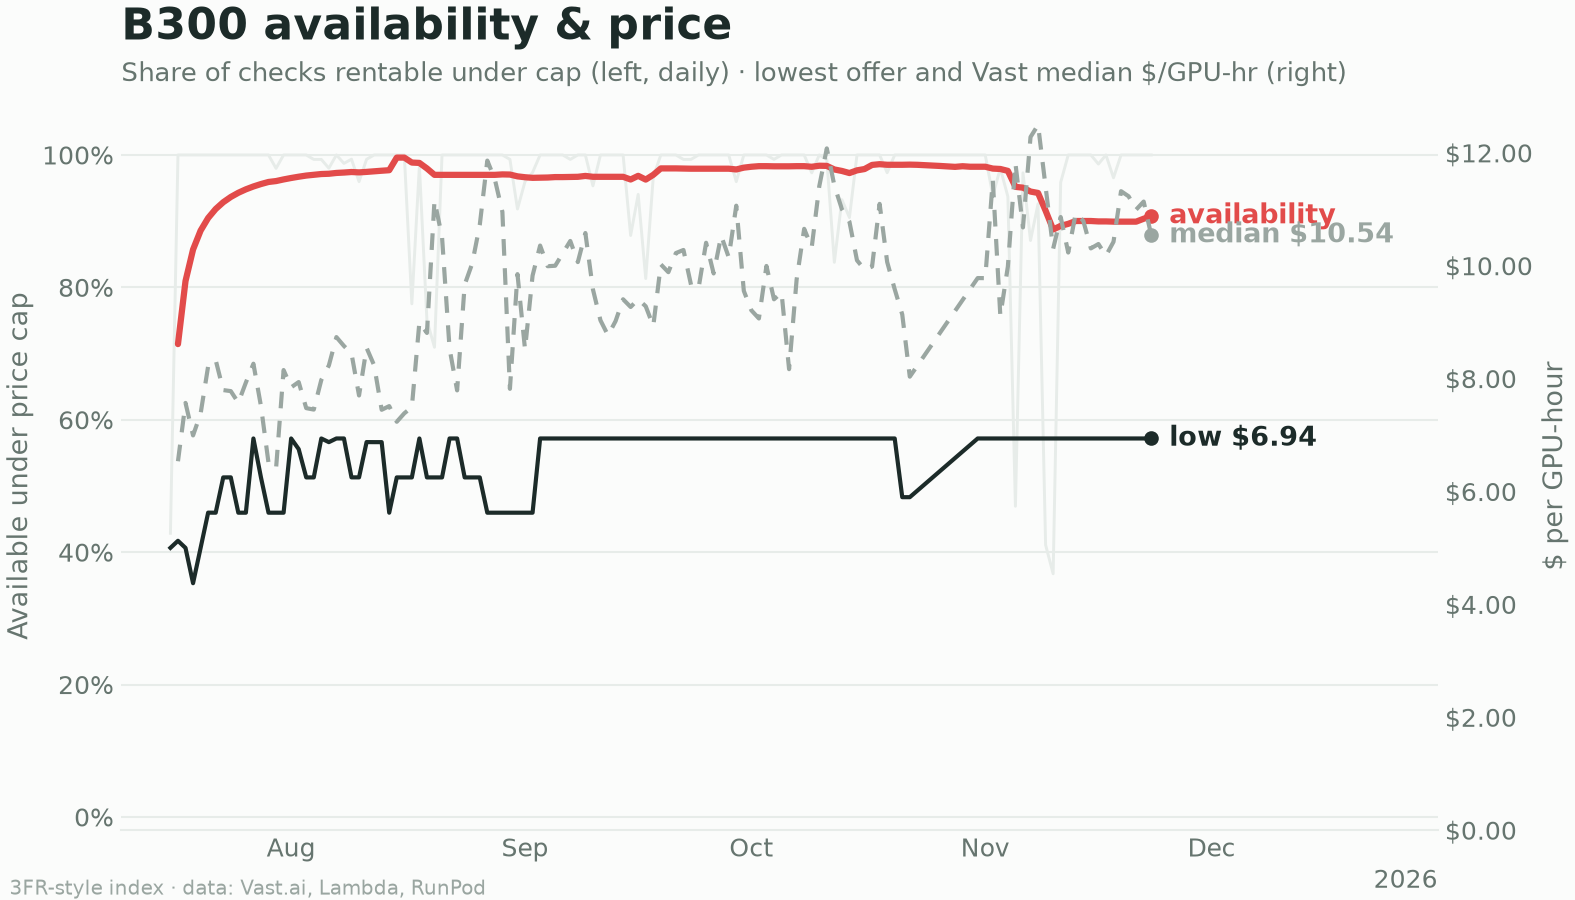 B300 availability & price
Share of checks rentable under cap (left, daily) · lowest offer and Vast median $/GPU-hr (right)
Available under price cap
100%
80%
60%
40%
20%
0%
$12.00
$10.00
$8.00
$6.00
$4.00
$2.00
$0.00
$ per GPU-hour
availability
median $10.54
low $6.94
Aug
Sep
Oct
Nov
Dec
2026
3FR-style index · data: Vast.ai, Lambda, RunPod